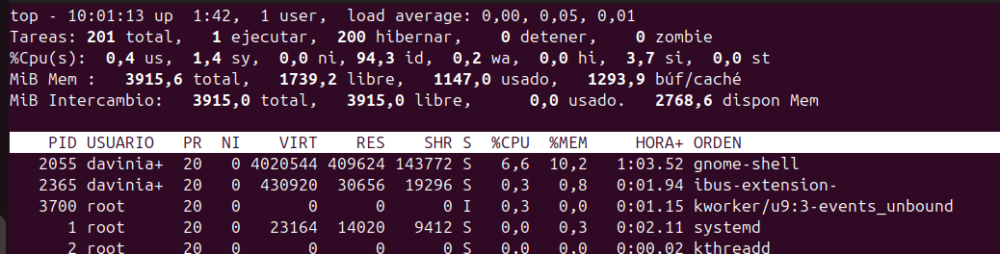 top - 10:01:13 up  1:42,  1 user,  load average: 0,00, 0,05, 0,01
Tareas: 201 total,   1 ejecutar, 200 hibernar,   0 detener,   0 zombie
%Cpu(s):  0,4 us,  1,4 sy,  0,0 ni, 94,3 id,  0,2 wa,  0,0 hi,  3,7 si,  0,0 st
MiB Mem :   3915,6 total,   1739,2 libre,   1147,0 usado,   1293,9 búf/caché
MiB Intercambio:   3915,0 total,   3915,0 libre,      0,0 usado.   2768,6 dispon Mem
PID USUARIO   PR  NI    VIRT    RES    SHR S  %CPU  %MEM     HORA+ ORDEN
2055 davinia+  20   0 4020544 409624 143772 S   6,6  10,2   1:03.52 gnome-shell
2365 davinia+  20   0  430920  30656  19296 S   0,3   0,8   0:01.94 ibus-extension-
3700 root      20   0       0      0      0 I   0,3   0,0   0:01.15 kworker/u9:3-events_unbound
1 root      20   0   23164  14020   9412 S   0,0   0,3   0:02.11 systemd
2 root      20   0       0      0      0 S   0,0   0,0   0:00.02 kthreadd